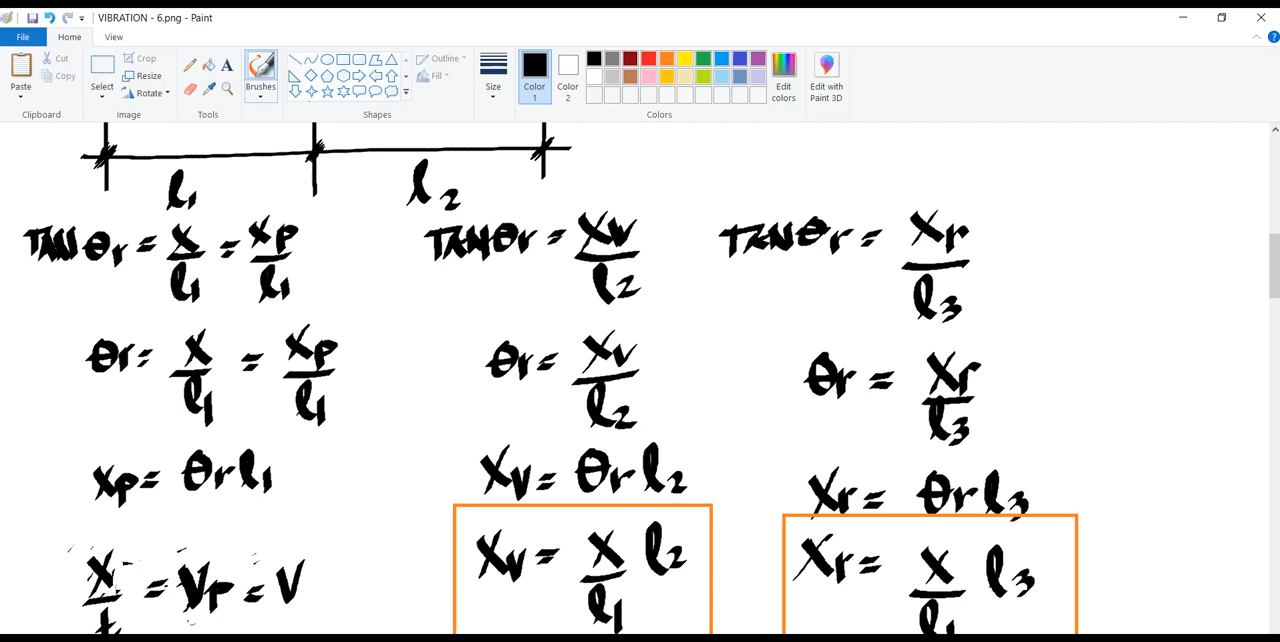 VIBRATION - 6.png - Paint
File Home View
Paste Cut Copy Clipboard
Select Crop Resize Rotate Image
Tools
Brushes
Outline Fill Shapes
Size
Color 1 Color 2 Edit colors Edit with Paint 3D Colors
l1 l2
TAN θr = x/l1 = xp/l1
θr = x/l1 = xp/l1
xp = θr l1
x/t = Vp = V
TAN θr = xv/l2
θr = xv/l2
xv = θr l2
xv = x/l1 l2
TAN θr = xr/l3
θr = xr/l3
xr = θr l3
xr = x/l1 l3